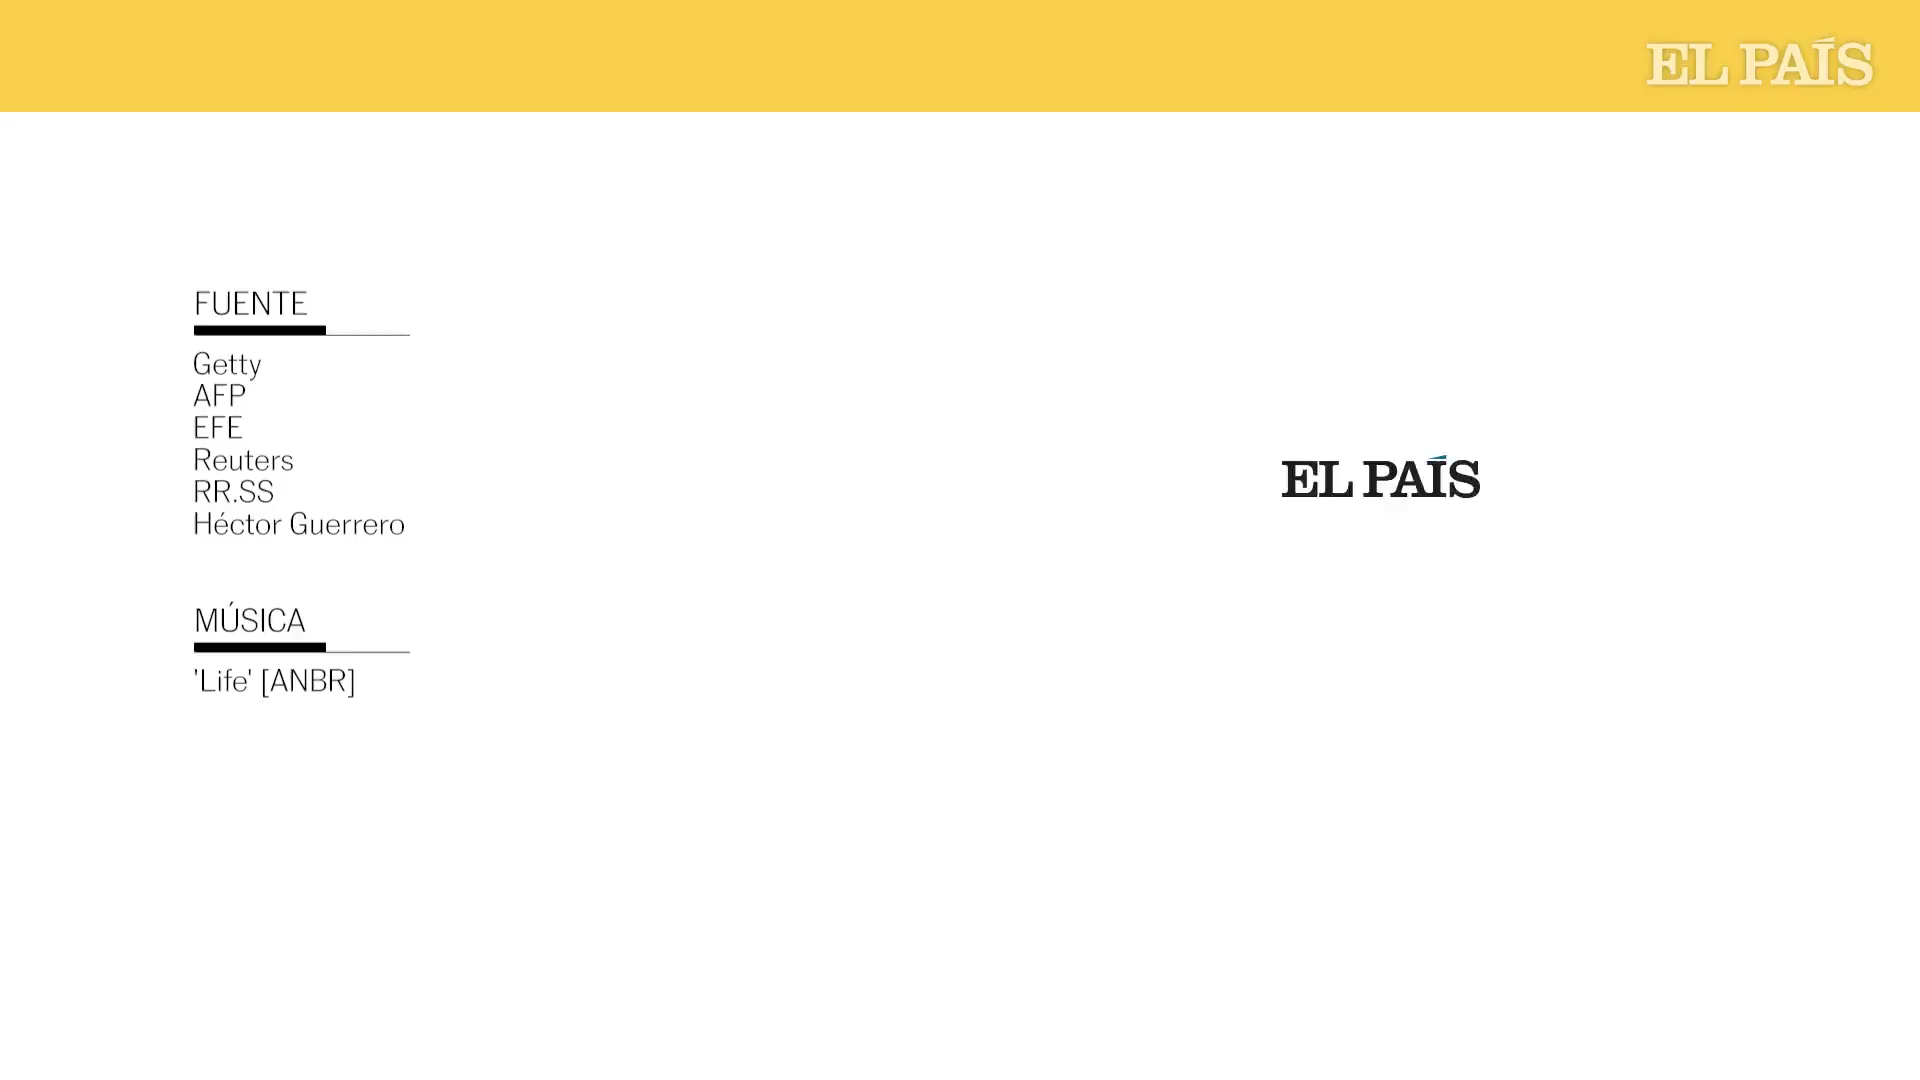 EL PAÍS
FUENTE
Getty
AFP
EFE
Reuters
RR.SS
Héctor Guerrero
EL PAÍS
MÚSICA
'Life' [ANBR]